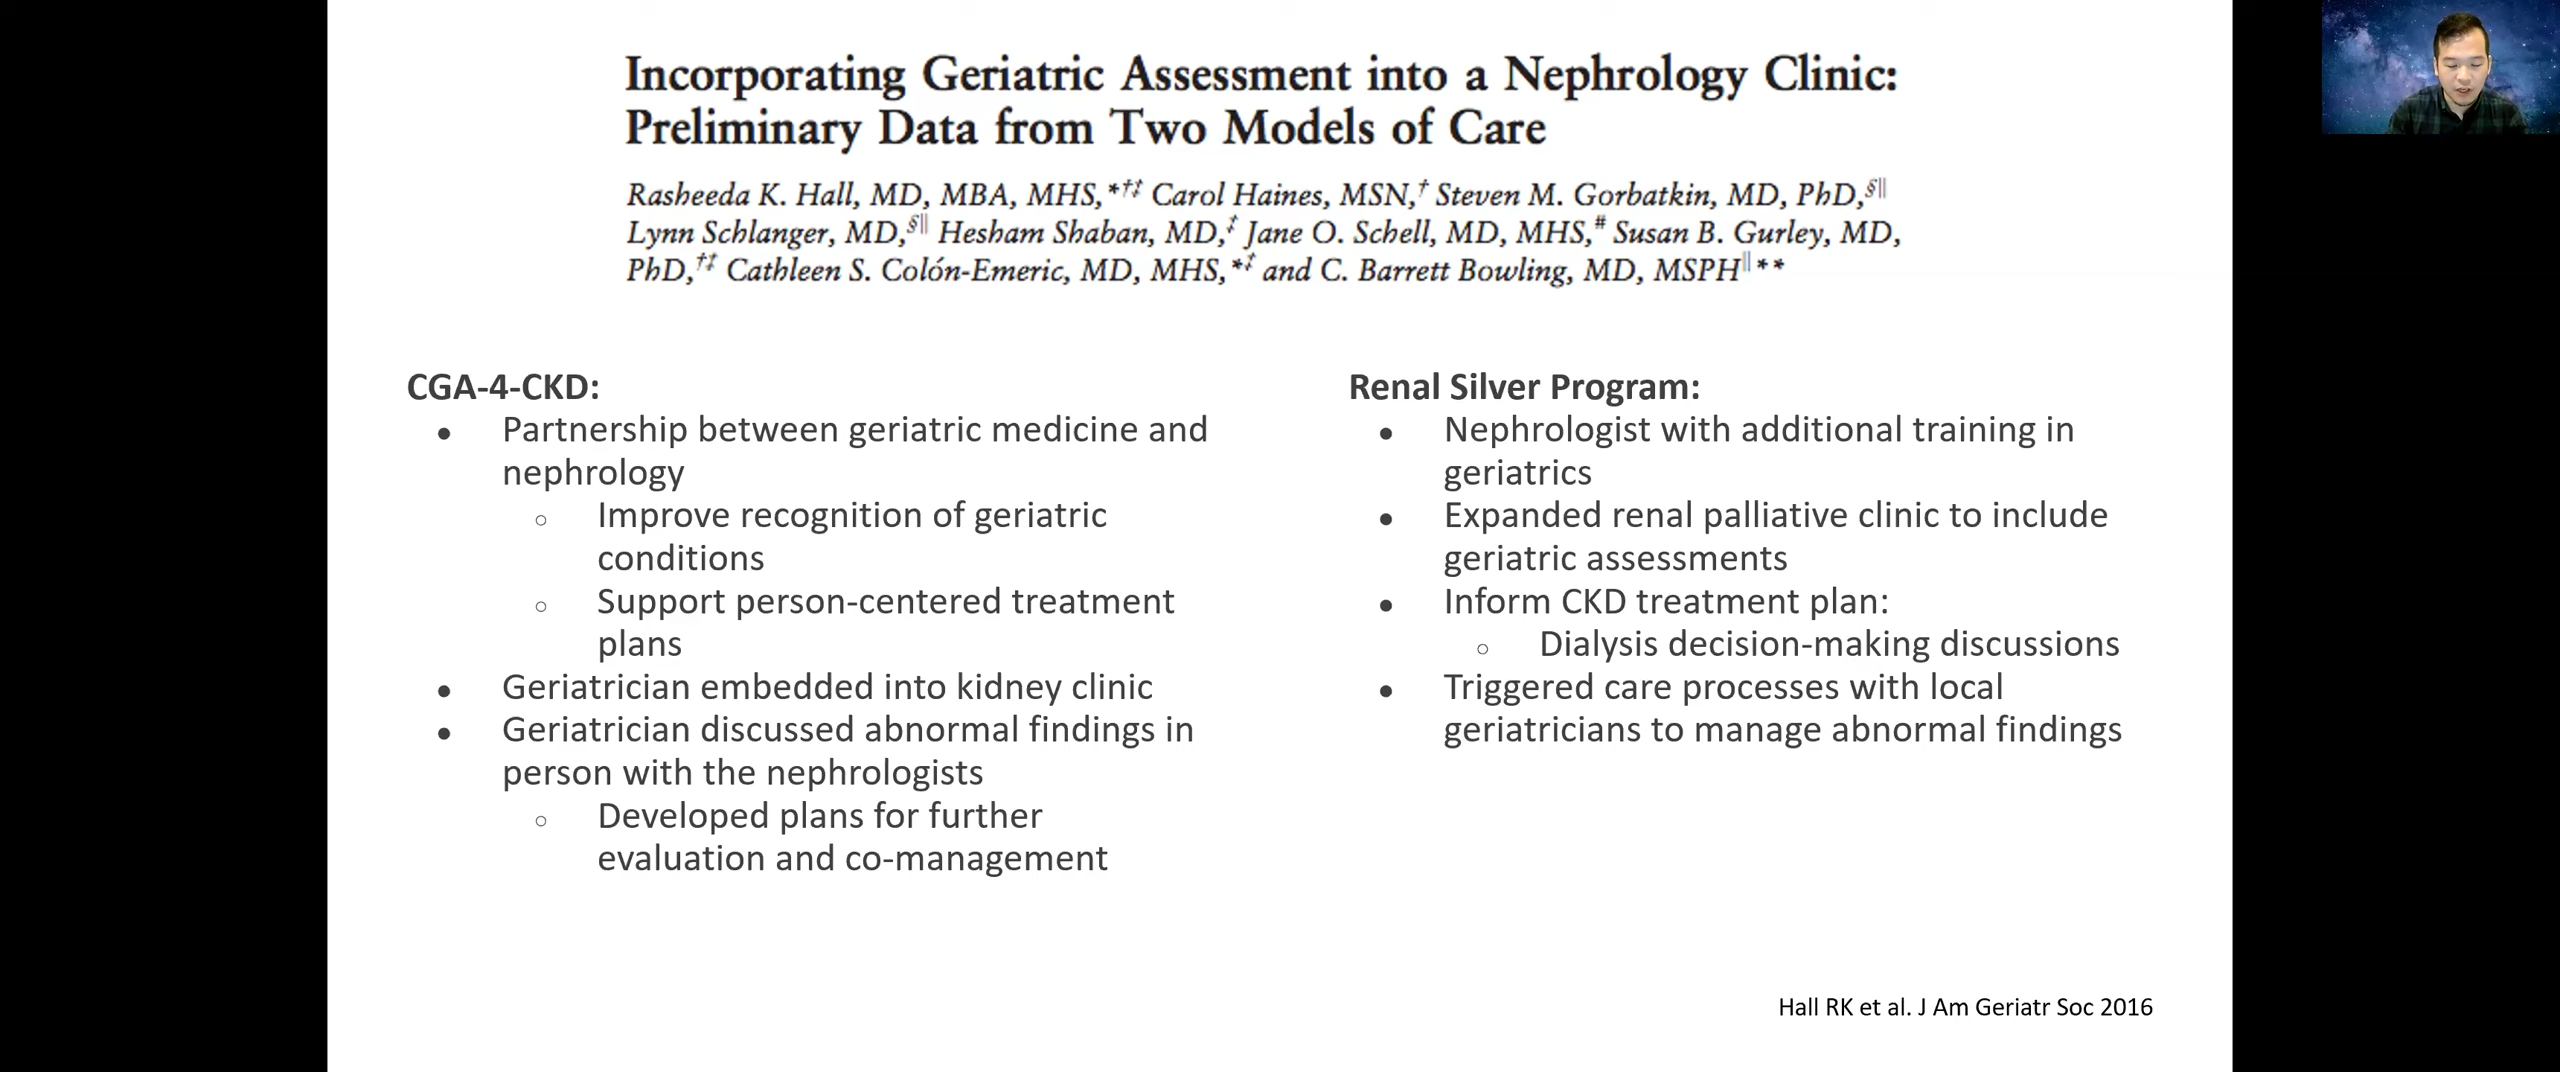 Incorporating Geriatric Assessment into a Nephrology Clinic:
Preliminary Data from Two Models of Care
Rasheeda K. Hall, MD, MBA, MHS,*†‡ Carol Haines, MSN,† Steven M. Gorbatkin, MD, PhD,§||
Lynn Schlanger, MD,§|| Hesham Shaban, MD,‡ Jane O. Schell, MD, MHS,# Susan B. Gurley, MD,
PhD,†‡ Cathleen S. Colón-Emeric, MD, MHS,*‡ and C. Barrett Bowling, MD, MSPH||**
CGA-4-CKD:
● Partnership between geriatric medicine and
nephrology
○ Improve recognition of geriatric
conditions
○ Support person-centered treatment
plans
● Geriatrician embedded into kidney clinic
● Geriatrician discussed abnormal findings in
person with the nephrologists
○ Developed plans for further
evaluation and co-management
Renal Silver Program:
● Nephrologist with additional training in
geriatrics
● Expanded renal palliative clinic to include
geriatric assessments
● Inform CKD treatment plan:
○ Dialysis decision-making discussions
● Triggered care processes with local
geriatricians to manage abnormal findings
Hall RK et al. J Am Geriatr Soc 2016